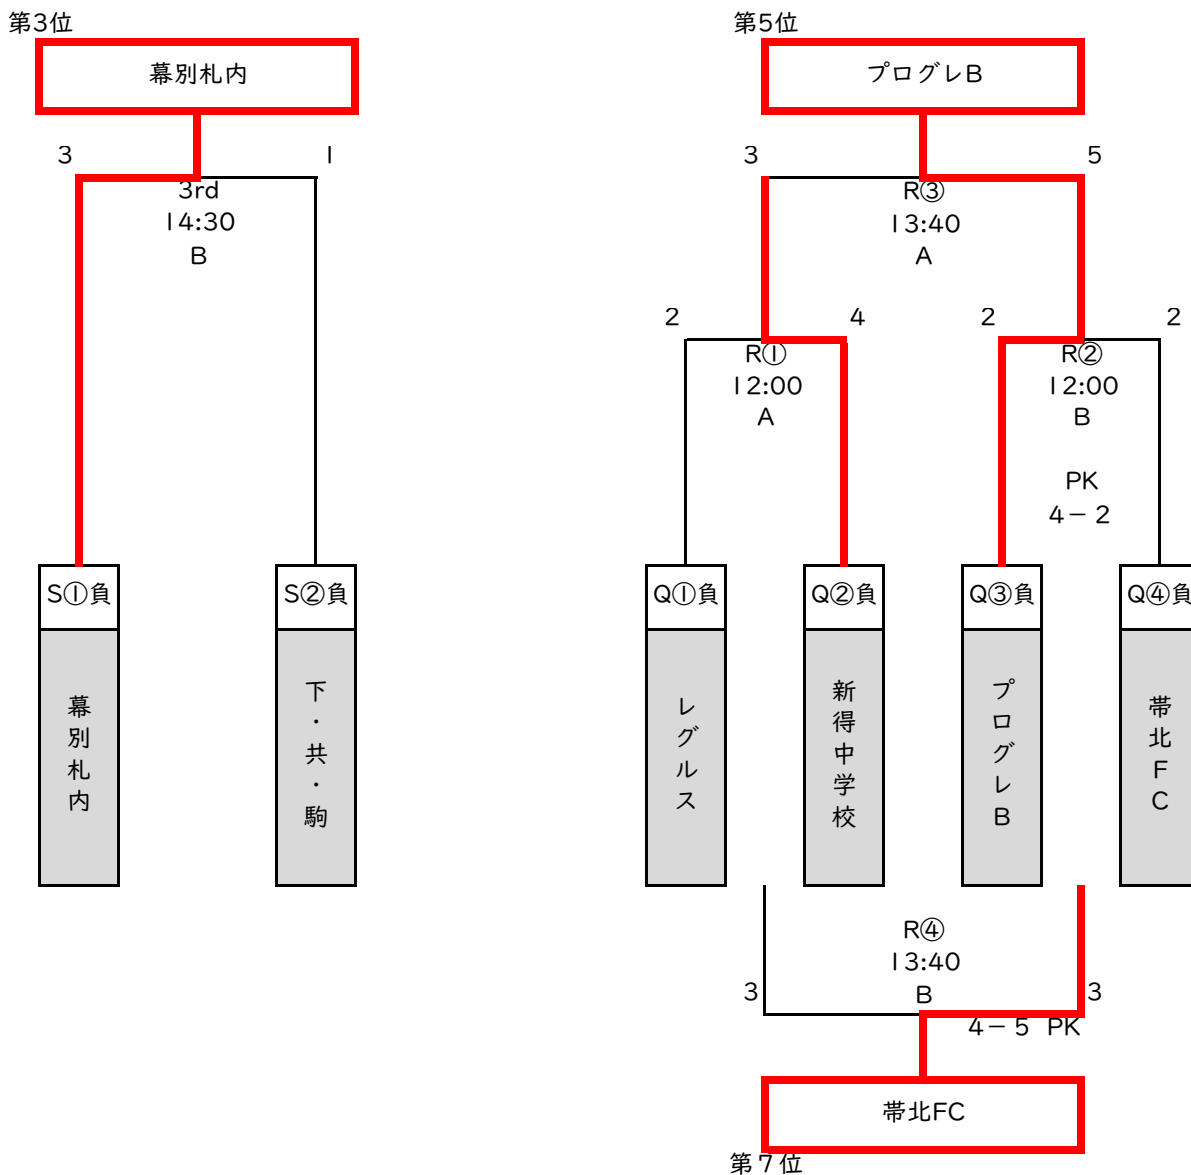 第3位
幕別札内
3
1
3rd
14:30
B
S①負
S②負
幕別札内
下・共・駒
第5位
プログレB
3
5
R③
13:40
A
2
4
2
2
R①
12:00
A
R②
12:00
B
PK
4－2
Q①負
Q②負
Q③負
Q④負
レグルス
新得中学校
プログレB
帯北FC
R④
13:40
B
3
3
4－5 PK
帯北FC
第７位